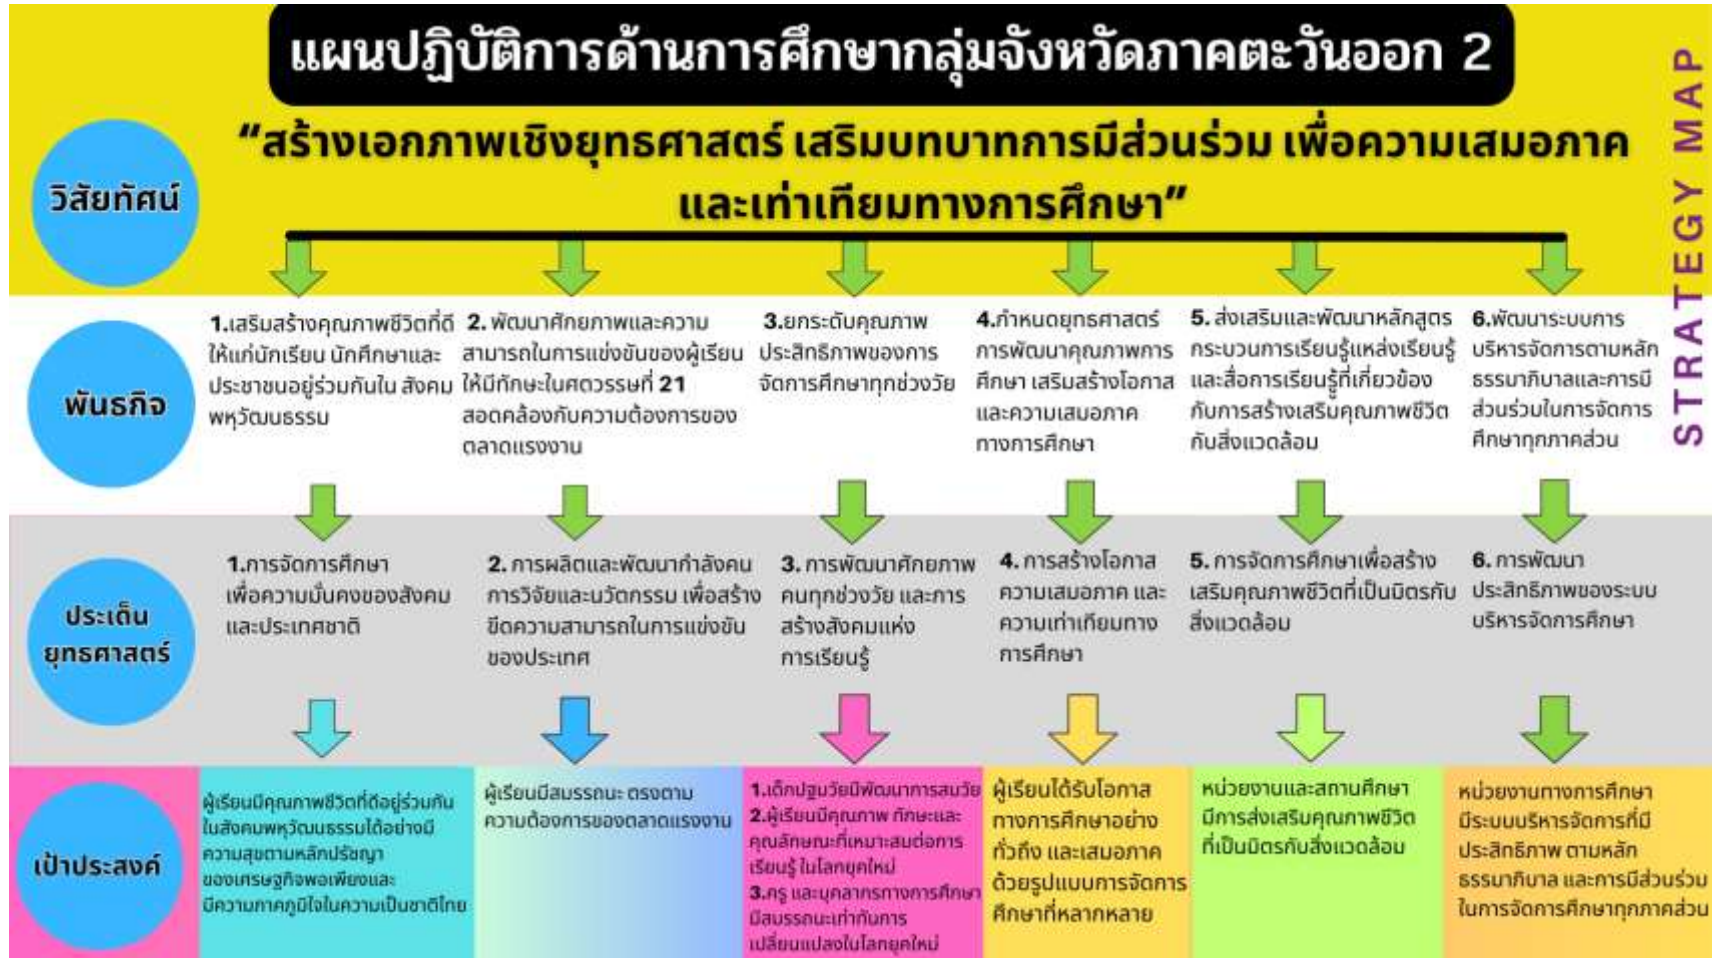 แผนปฏิบัติการด้านการศึกษากลุ่มจังหวัดภาคตะวันออก 2
STRATEGY MAP
วิสัยทัศน์
“สร้างเอกภาพเชิงยุทธศาสตร์ เสริมบทบาทการมีส่วนร่วม เพื่อความเสมอภาค
และเท่าเทียมทางการศึกษา”
พันธกิจ
1.เสริมสร้างคุณภาพชีวิตที่ดี
ให้แก่นักเรียน นักศึกษาและ
ประชาชนอยู่ร่วมกันใน สังคม
พหุวัฒนธรรม
2. พัฒนาศักยภาพและความ
สามารถในการแข่งขันของผู้เรียน
ให้มีทักษะในศตวรรษที่ 21
สอดคล้องกับความต้องการของ
ตลาดแรงงาน
3.ยกระดับคุณภาพ
ประสิทธิภาพของการ
จัดการศึกษาทุกช่วงวัย
4.กำหนดยุทธศาสตร์
การพัฒนาคุณภาพการ
ศึกษา เสริมสร้างโอกาส
และความเสมอภาค
ทางการศึกษา
5. ส่งเสริมและพัฒนาหลักสูตร
กระบวนการเรียนรู้แหล่งเรียนรู้
และสื่อการเรียนรู้ที่เกี่ยวข้อง
กับการสร้างเสริมคุณภาพชีวิต
กับสิ่งแวดล้อม
6.พัฒนาระบบการ
บริหารจัดการตามหลัก
ธรรมาภิบาลและการมี
ส่วนร่วมในการจัดการ
ศึกษาทุกภาคส่วน
ประเด็น
ยุทธศาสตร์
1.การจัดการศึกษา
เพื่อความมั่นคงของสังคม
และประเทศชาติ
2. การผลิตและพัฒนากำลังคน
การวิจัยและนวัตกรรม เพื่อสร้าง
ขีดความสามารถในการแข่งขัน
ของประเทศ
3. การพัฒนาศักยภาพ
คนทุกช่วงวัย และการ
สร้างสังคมแห่ง
การเรียนรู้
4. การสร้างโอกาส
ความเสมอภาค และ
ความเท่าเทียมทาง
การศึกษา
5. การจัดการศึกษาเพื่อสร้าง
เสริมคุณภาพชีวิตที่เป็นมิตรกับ
สิ่งแวดล้อม
6. การพัฒนา
ประสิทธิภาพของระบบ
บริหารจัดการศึกษา
เป้าประสงค์
ผู้เรียนมีคุณภาพชีวิตที่ดีอยู่ร่วมกัน
ในสังคมพหุวัฒนธรรมได้อย่างมี
ความสุขตามหลักปรัชญา
ของเศรษฐกิจพอเพียงและ
มีความภาคภูมิใจในความเป็นชาติไทย
ผู้เรียนมีสมรรถนะ ตรงตาม
ความต้องการของตลาดแรงงาน
1.เด็กปฐมวัยมีพัฒนาการสมวัย
2.ผู้เรียนมีคุณภาพ ทักษะและ
คุณลักษณะที่เหมาะสมต่อการ
เรียนรู้ ในโลกยุคใหม่
3.ครู และบุคลากรทางการศึกษา
มีสมรรถนะเท่ากันการ
เปลี่ยนแปลงในโลกยุคใหม่
ผู้เรียนได้รับโอกาส
ทางการศึกษาอย่าง
ทั่วถึง และเสมอภาค
ด้วยรูปแบบการจัดการ
ศึกษาที่หลากหลาย
หน่วยงานและสถานศึกษา
มีการส่งเสริมคุณภาพชีวิต
ที่เป็นมิตรกับสิ่งแวดล้อม
หน่วยงานทางการศึกษา
มีระบบบริหารจัดการที่มี
ประสิทธิภาพ ตามหลัก
ธรรมาภิบาล และการมีส่วนร่วม
ในการจัดการศึกษาทุกภาคส่วน